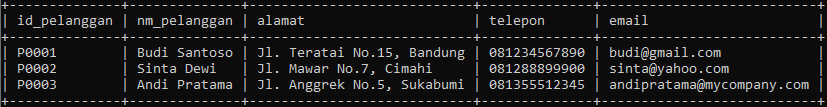 id_pelanggan | nm_pelanggan | alamat | telepon | email
P0001 | Budi Santoso | Jl. Teratai No.15, Bandung | 081234567890 | budi@gmail.com
P0002 | Sinta Dewi | Jl. Mawar No.7, Cimahi | 081288899900 | sinta@yahoo.com
P0003 | Andi Pratama | Jl. Anggrek No.5, Sukabumi | 081355512345 | andipratama@mycompany.com